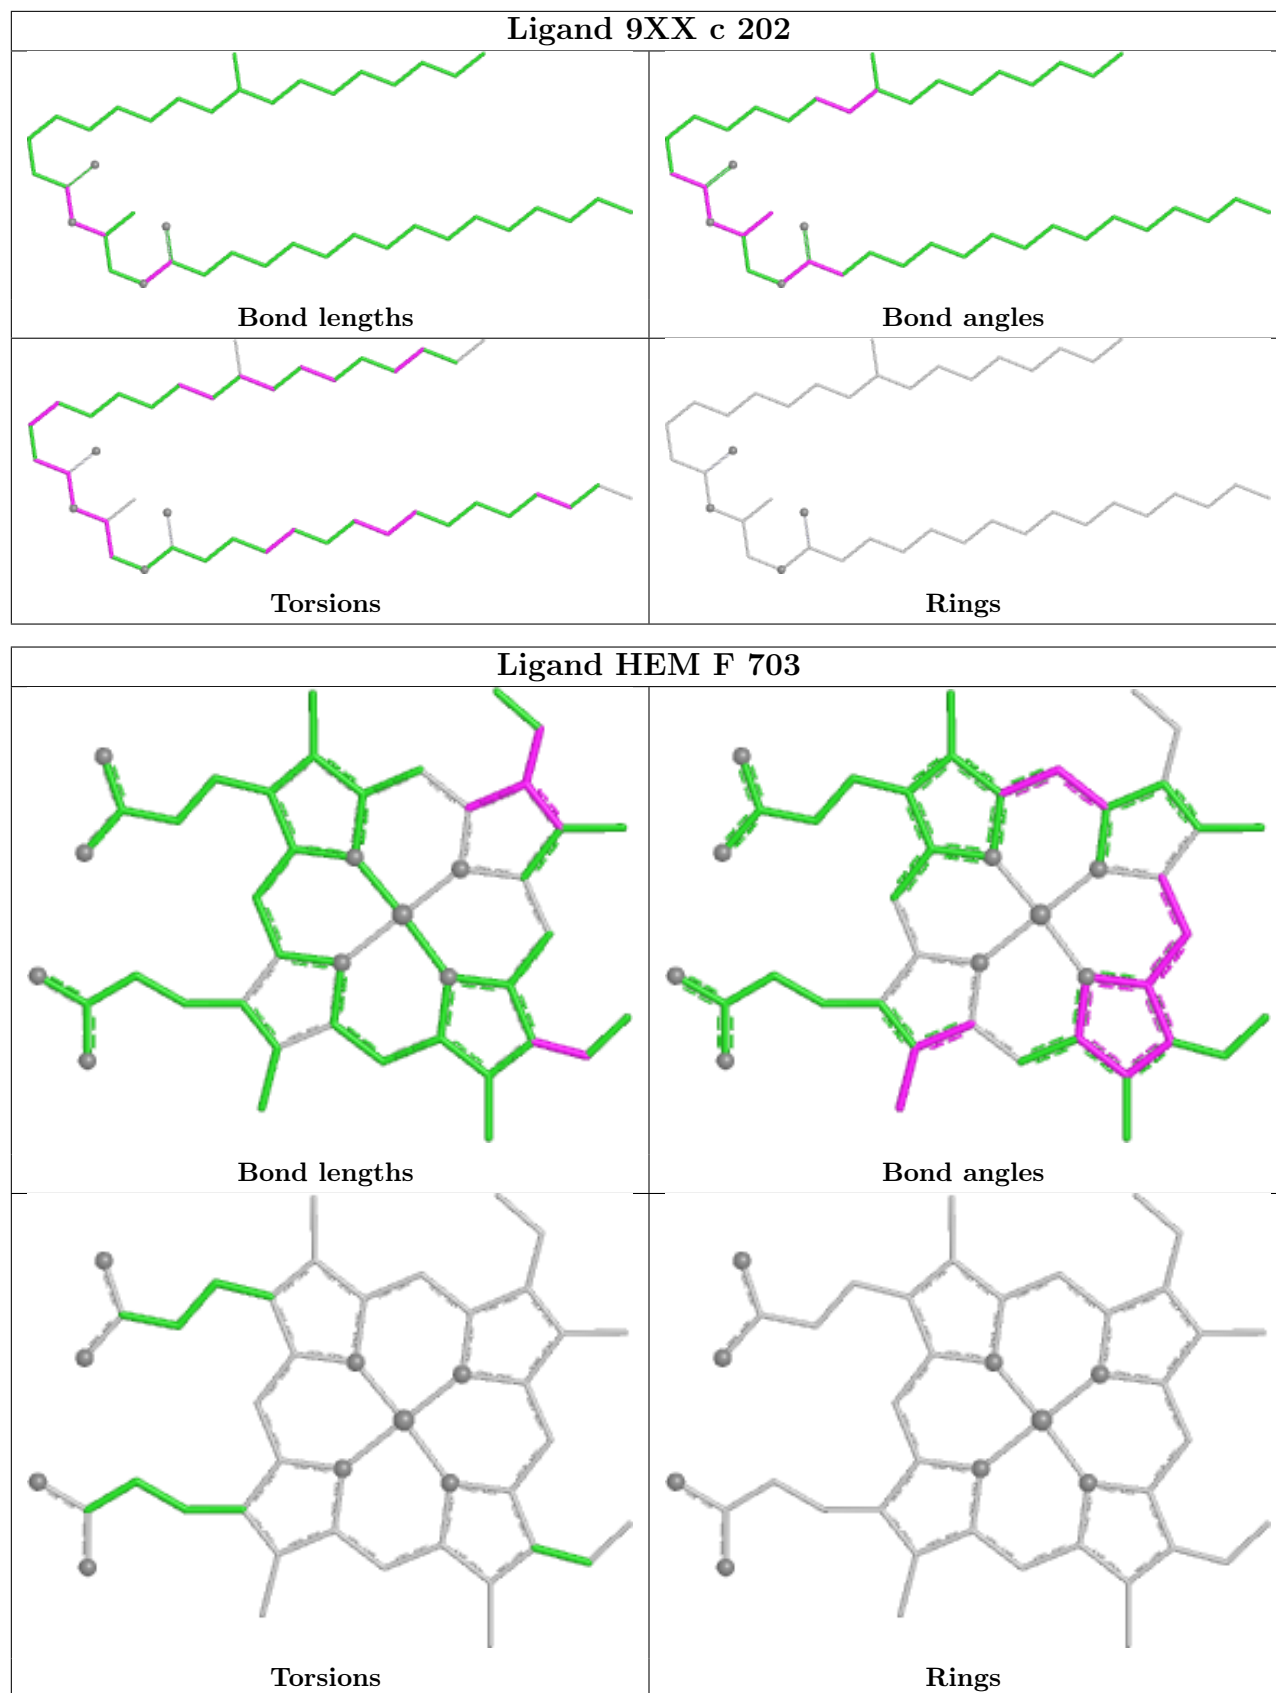 Ligand 9XX c 202
Bond lengths
Bond angles
Torsions
Rings
Ligand HEM F 703
Bond lengths
Bond angles
Torsions
Rings